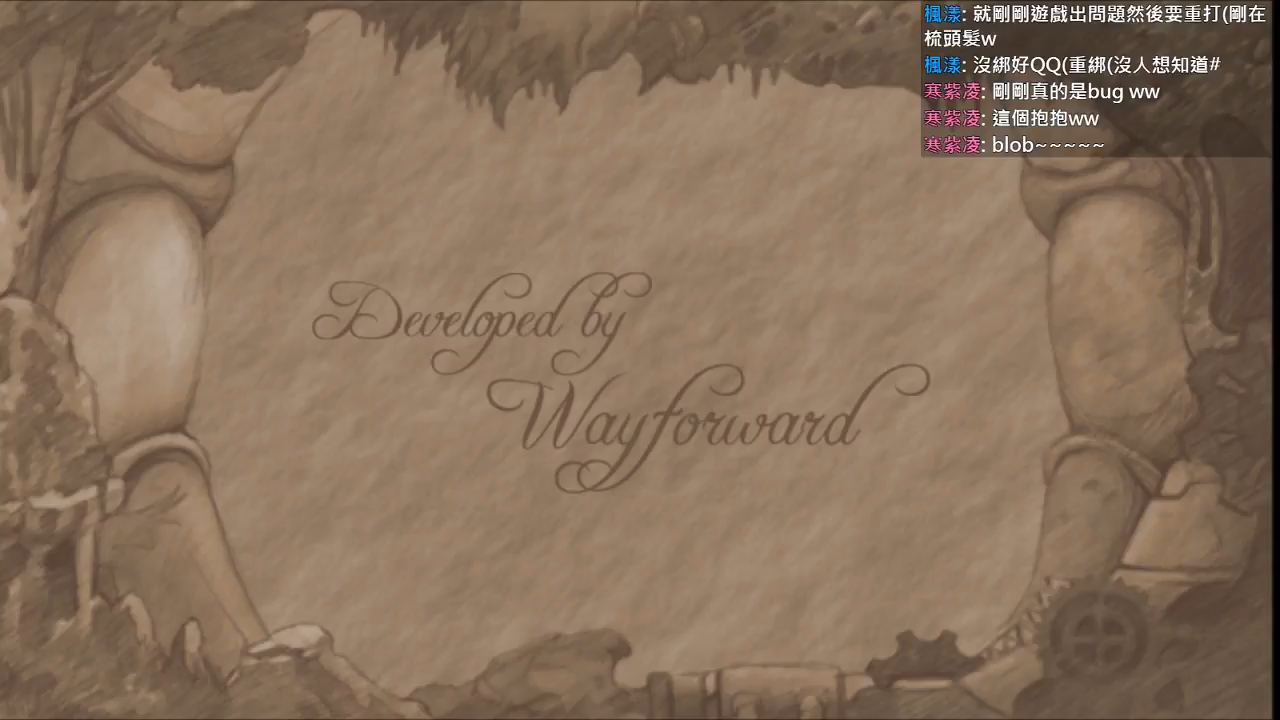 楓漾: 就剛剛遊戲出問題然後要重打(剛在
梳頭髮w
楓漾: 沒綁好QQ(重綁(沒人想知道#
寒紫凌: 剛剛真的是bug ww
寒紫凌: 這個抱抱ww
寒紫凌: blob~~~~~
Developed by
Wayforward